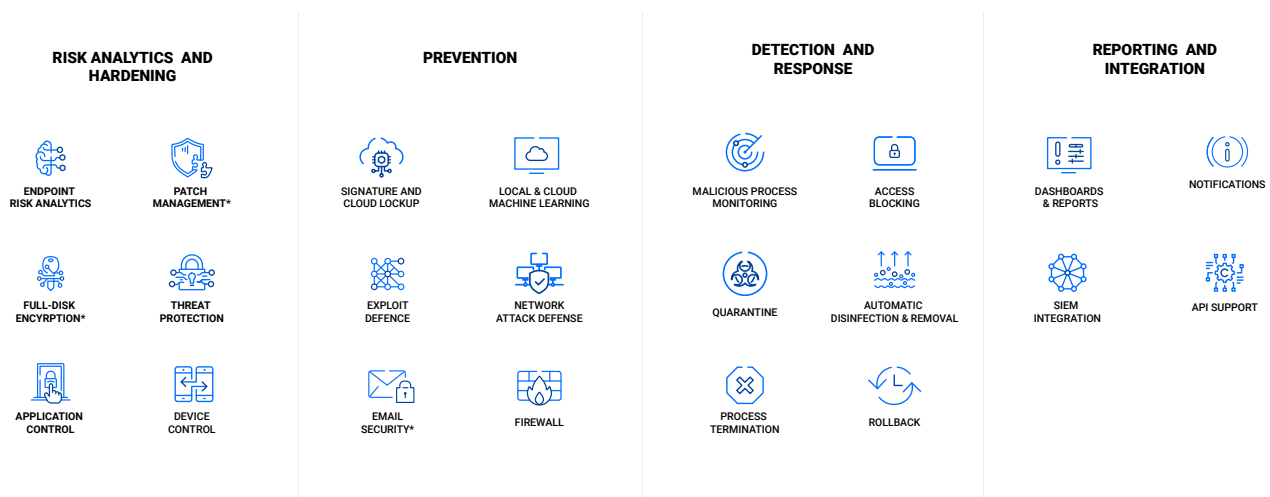 RISK ANALYTICS AND
HARDENING
ENDPOINT
RISK ANALYTICS
PATCH
MANAGEMENT*
FULL-DISK
ENCYRPTION*
THREAT
PROTECTION
APPLICATION
CONTROL
DEVICE
CONTROL
PREVENTION
SIGNATURE AND
CLOUD LOCKUP
LOCAL & CLOUD
MACHINE LEARNING
EXPLOIT
DEFENCE
NETWORK
ATTACK DEFENSE
EMAIL
SECURITY*
FIREWALL
DETECTION AND
RESPONSE
MALICIOUS PROCESS
MONITORING
ACCESS
BLOCKING
QUARANTINE
AUTOMATIC
DISINFECTION & REMOVAL
PROCESS
TERMINATION
ROLLBACK
REPORTING AND
INTEGRATION
DASHBOARDS
& REPORTS
NOTIFICATIONS
SIEM
INTEGRATION
API SUPPORT